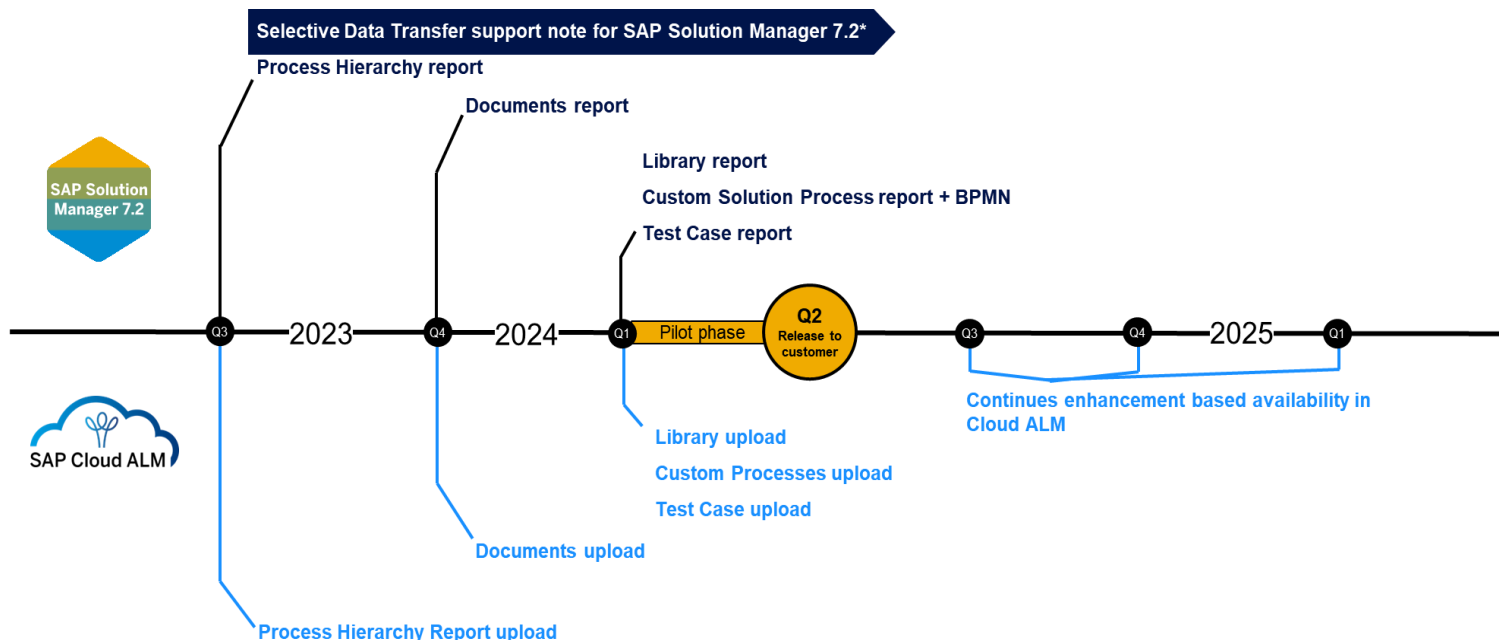 Selective Data Transfer support note for SAP Solution Manager 7.2*
Process Hierarchy report
Documents report
Library report
Custom Solution Process report + BPMN
Test Case report
SAP Solution
Manager 7.2
Q3
2023
Q4
2024
Q1
Pilot phase
Q2
Release to
customer
Q3
Q4
2025
Q1
SAP Cloud ALM
Continues enhancement based availability in
Cloud ALM
Library upload
Custom Processes upload
Test Case upload
Documents upload
Process Hierarchy Report upload